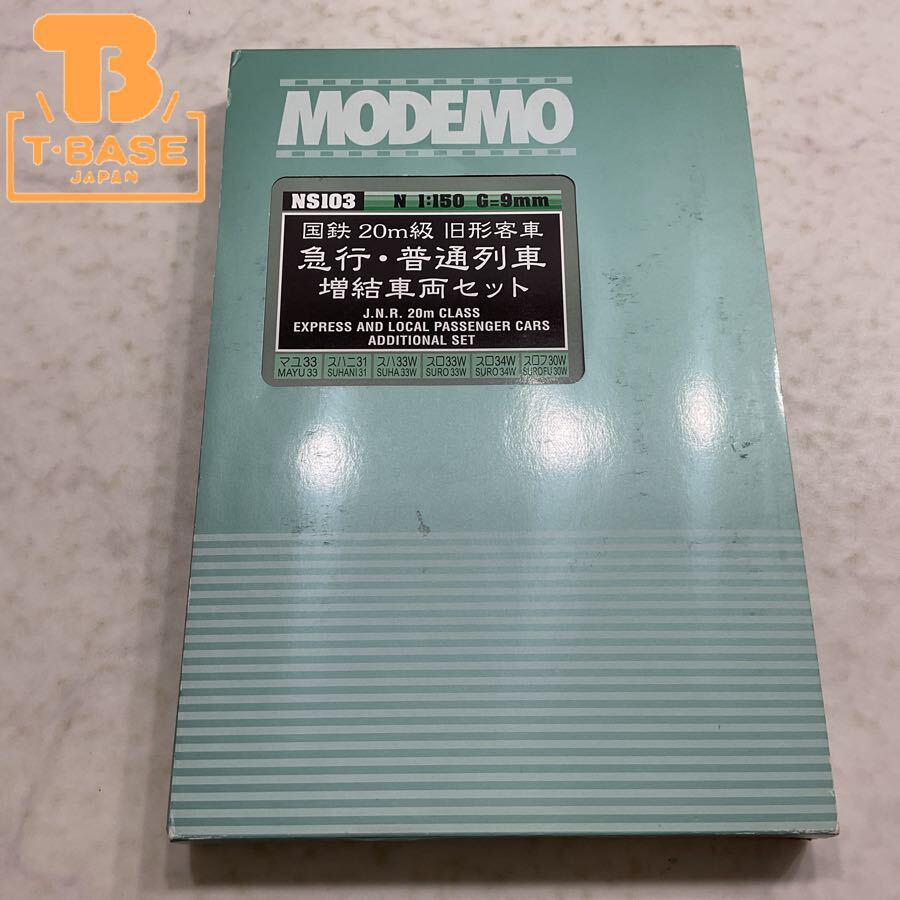 B
T·BASE
JAPAN
MODEMO
NS103 N 1:150 G=9mm
国鉄 20m級 旧形客車
急行・普通列車
増結車両セット
J.N.R. 20m CLASS
EXPRESS AND LOCAL PASSENGER CARS
ADDITIONAL SET
マユ33 スハニ31 スハ33W スロ33W スロ34W スロフ30W
MAYU 33 SUHANI 31 SUHA 33W SURO 33W SURO 34W SUROFU 30W